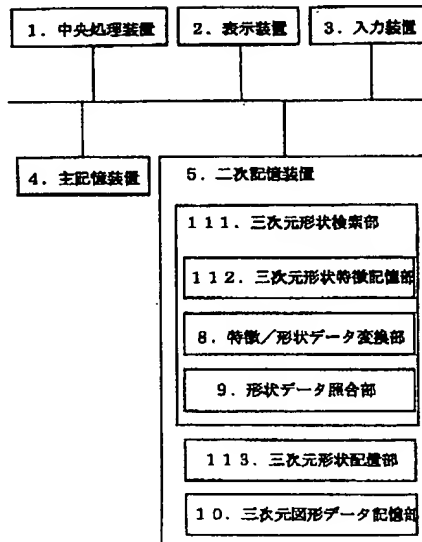 1. 中央処理装置
2. 表示装置
3. 入力装置
4. 主記憶装置
5. 二次記憶装置
111. 三次元形状検索部
112. 三次元形状特徴記憶部
8. 特徴/形状データ変換部
9. 形状データ照合部
113. 三次元形状配置部
10. 三次元図形データ記憶部